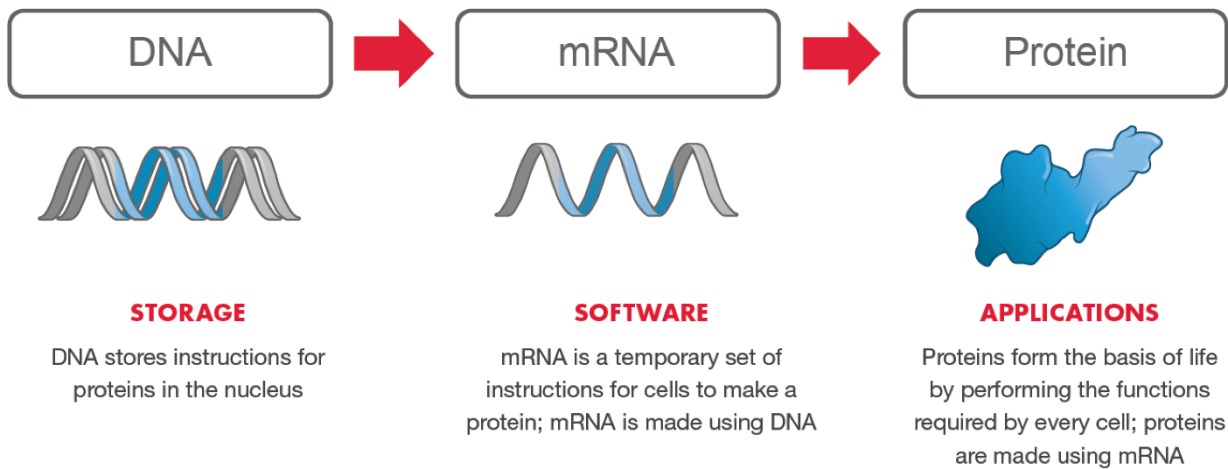 DNA
mRNA
Protein
STORAGE
DNA stores instructions for
proteins in the nucleus
SOFTWARE
mRNA is a temporary set of
instructions for cells to make a
protein; mRNA is made using DNA
APPLICATIONS
Proteins form the basis of life
by performing the functions
required by every cell; proteins
are made using mRNA